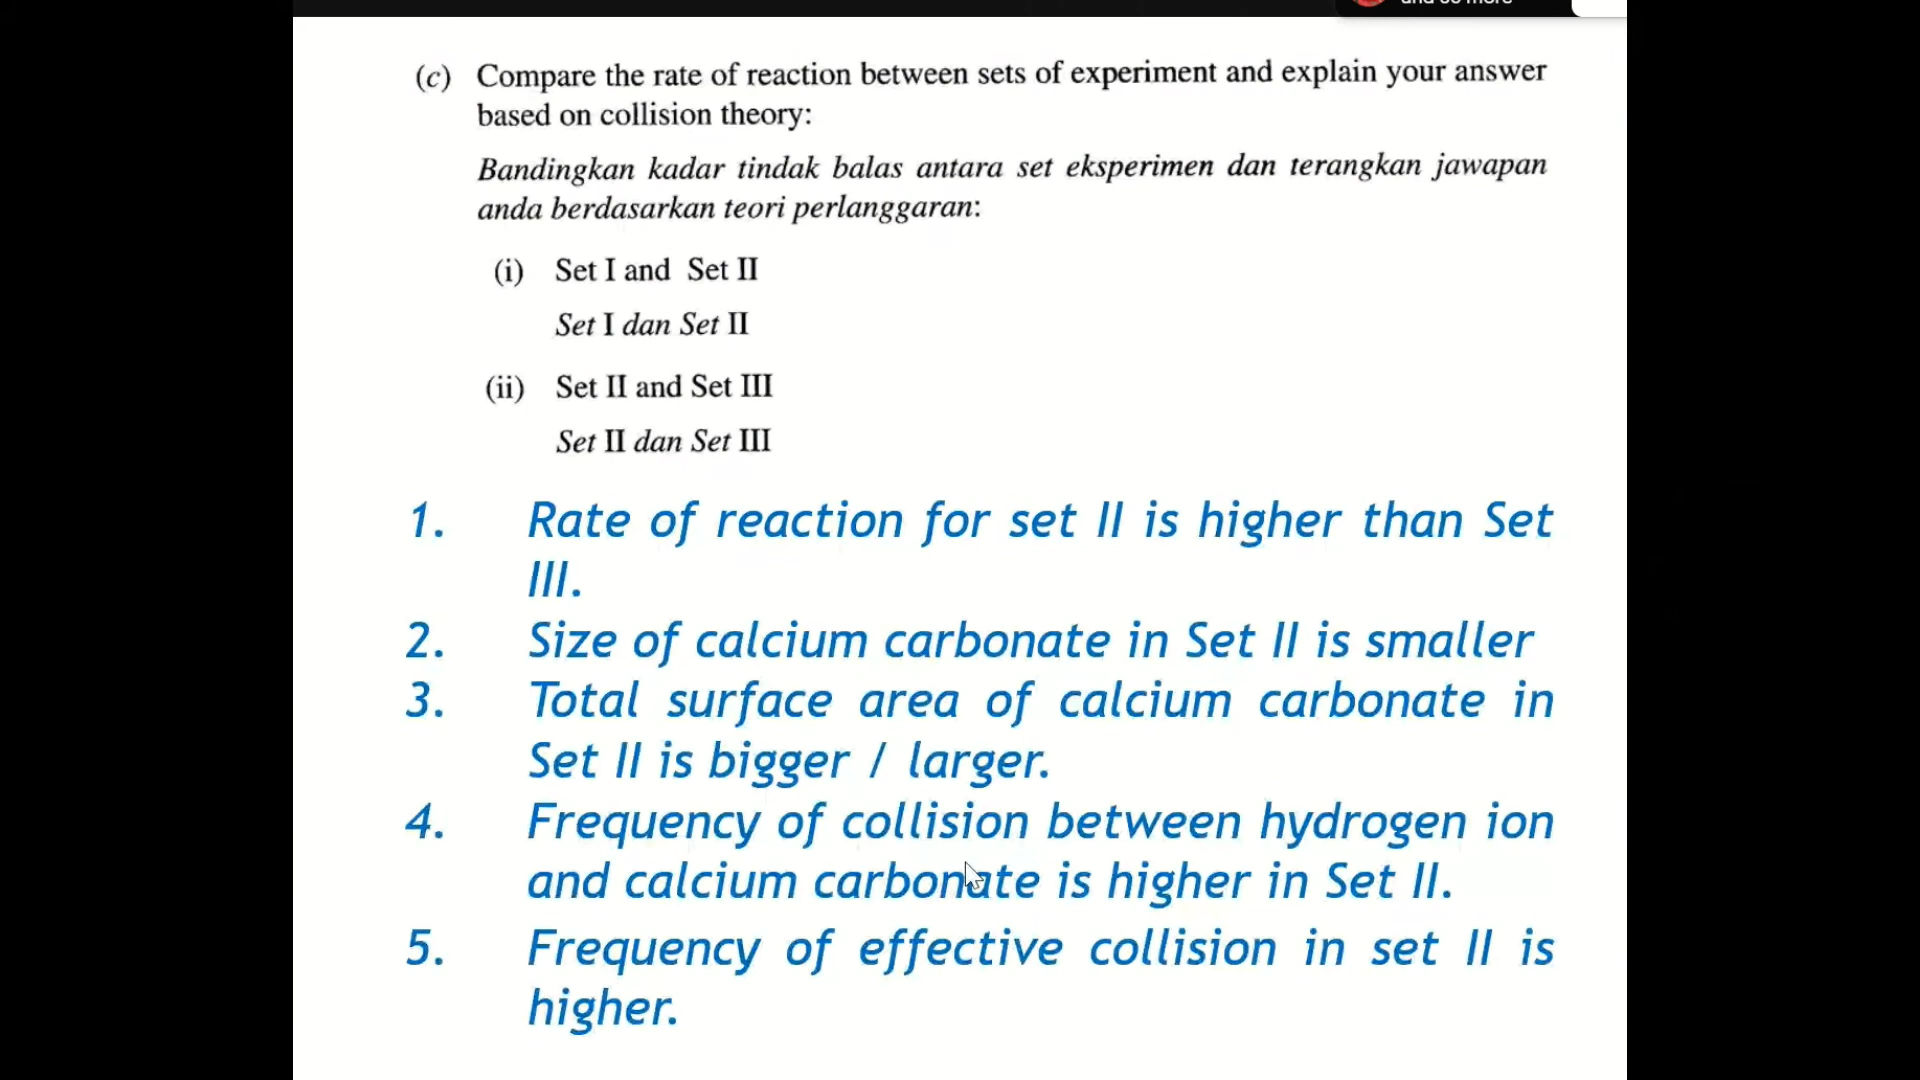 (c) Compare the rate of reaction between sets of experiment and explain your answer
based on collision theory:
Bandingkan kadar tindak balas antara set eksperimen dan terangkan jawapan
anda berdasarkan teori perlanggaran:
(i) Set I and Set II
Set I dan Set II
(ii) Set II and Set III
Set II dan Set III
1. Rate of reaction for set II is higher than Set
III.
2. Size of calcium carbonate in Set II is smaller
3. Total surface area of calcium carbonate in
Set II is bigger / larger.
4. Frequency of collision between hydrogen ion
and calcium carbonate is higher in Set II.
5. Frequency of effective collision in set II is
higher.